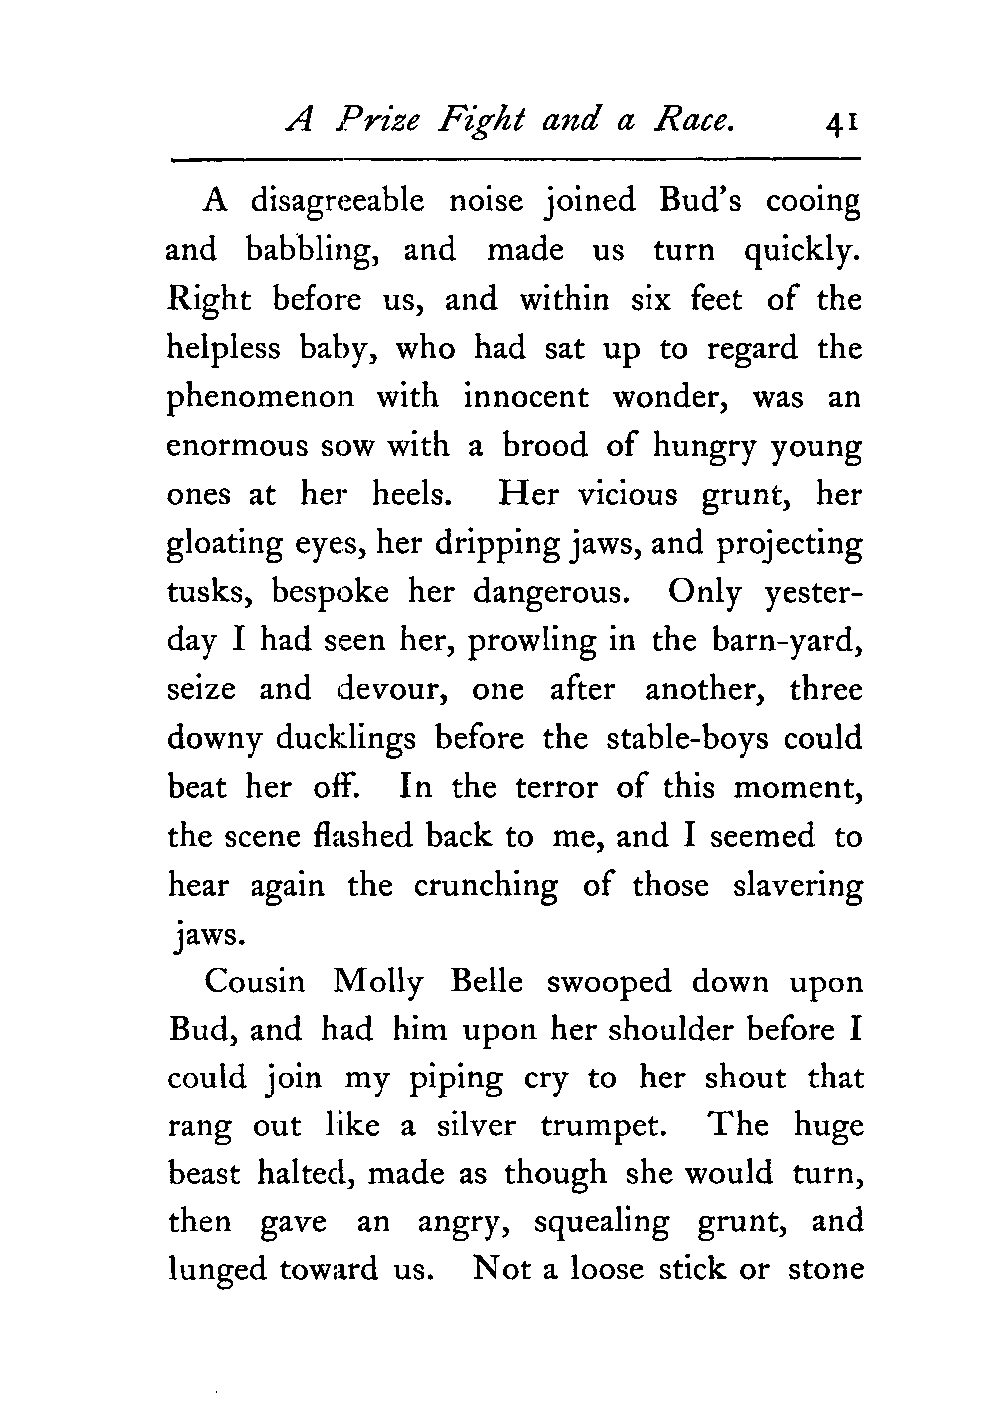 A Prize Fight and a Race. 41
A disagreeable noise joined Bud's cooing
and babbling, and made us turn quickly.
Right before us, and within six feet of the
helpless baby, who had sat up to regard the
phenomenon with innocent wonder, was an
enormous sow with a brood of hungry young
ones at her heels. Her vicious grunt, her
gloating eyes, her dripping jaws, and projecting
tusks, bespoke her dangerous. Only yester-
day I had seen her, prowling in the barn-yard,
seize and devour, one after another, three
downy ducklings before the stable-boys could
beat her off. In the terror of this moment,
the scene flashed back to me, and I seemed to
hear again the crunching of those slavering
jaws.
Cousin Molly Belle swooped down upon
Bud, and had him upon her shoulder before I
could join my piping cry to her shout that
rang out like a silver trumpet. The huge
beast halted, made as though she would turn,
then gave an angry, squealing grunt, and
lunged toward us. Not a loose stick or stone